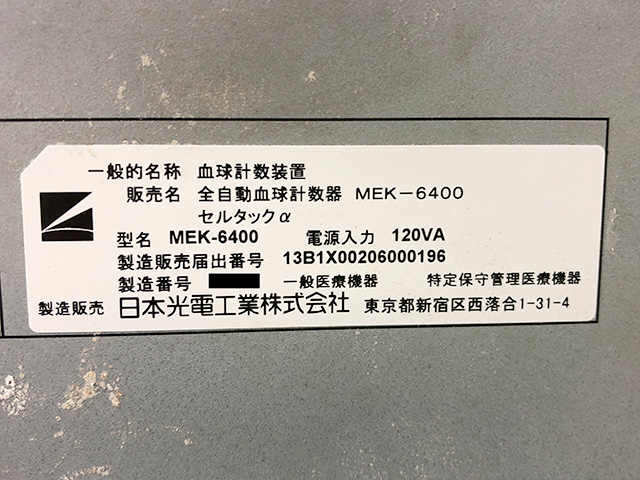 一般的名称 血球計数装置
販売名 全自動血球計数器 MEK-6400
セルタックα
型名 MEK-6400 電源入力 120VA
製造販売届出番号 13B1X00206000196
製造番号 一般医療機器 特定保守管理医療機器
製造販売 日本光電工業株式会社 東京都新宿区西落合1-31-4